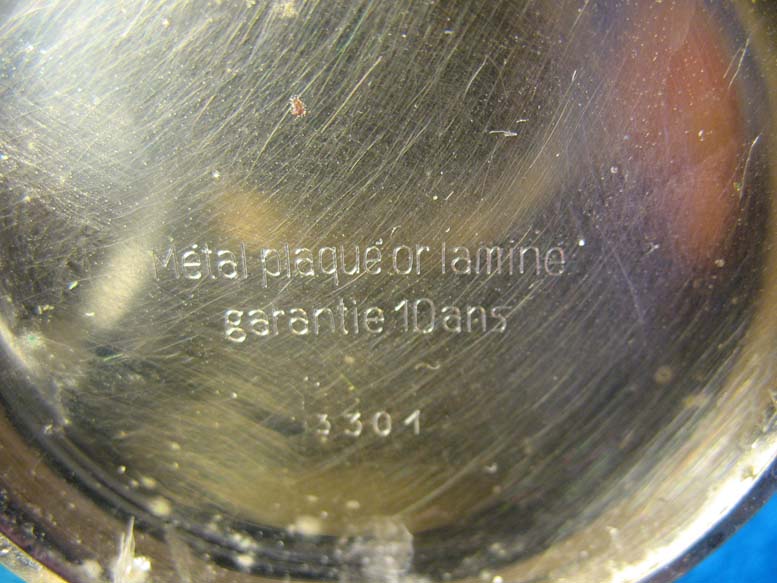 Métal plaqué or laminé
garantie 10 ans
3301